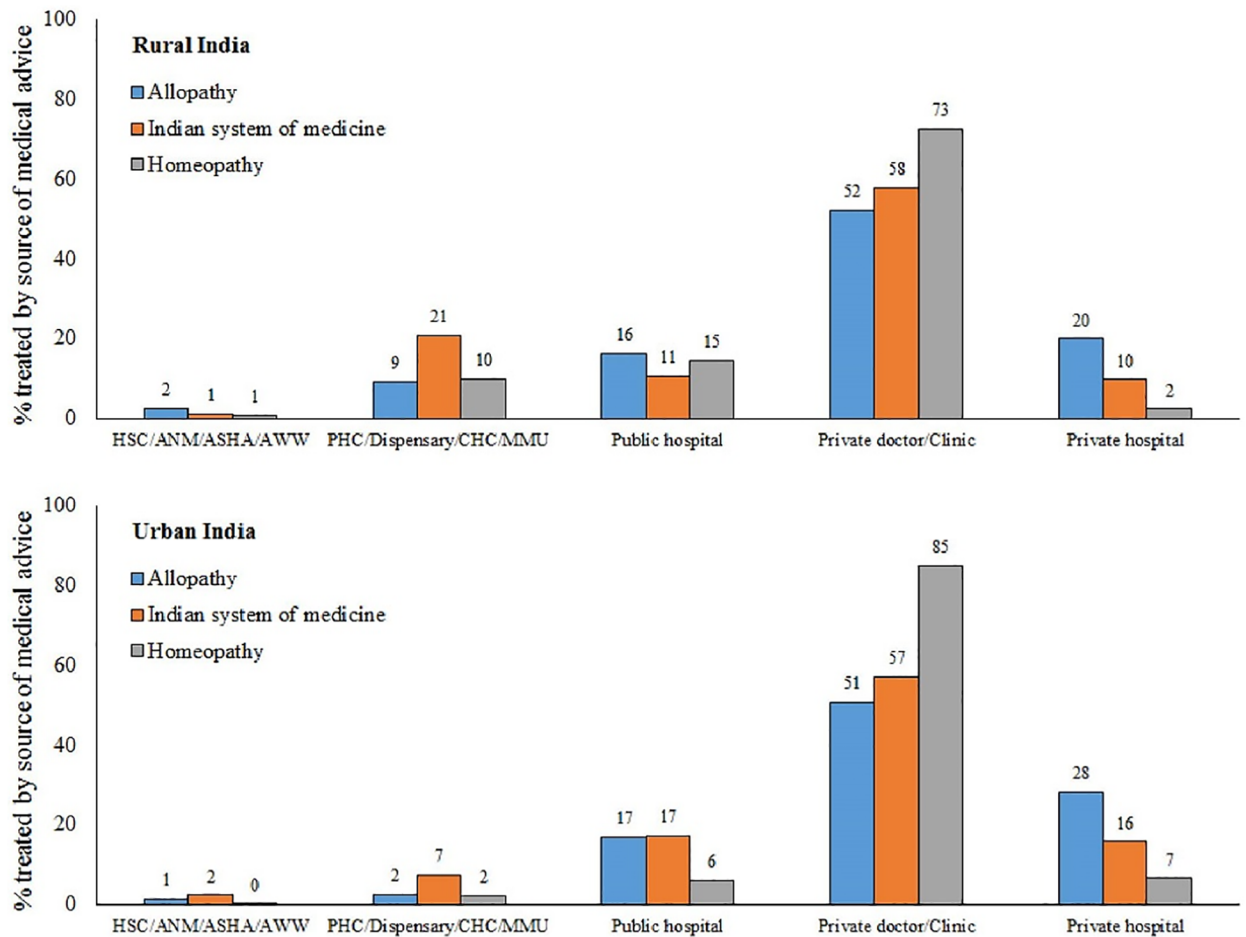 % treated by source of medical advice
100
80
60
40
20
0
Rural India
Allopathy
Indian system of medicine
Homeopathy
2 1 1
9 21 10
16 11 15
52 58 73
20 10 2
HSC/ANM/ASHA/AWW PHC/Dispensary/CHC/MMU Public hospital Private doctor/Clinic Private hospital
% treated by source of medical advice
100
80
60
40
20
0
Urban India
Allopathy
Indian system of medicine
Homeopathy
1 2 0
2 7 2
17 17 6
51 57 85
28 16 7
HSC/ANM/ASHA/AWW PHC/Dispensary/CHC/MMU Public hospital Private doctor/Clinic Private hospital